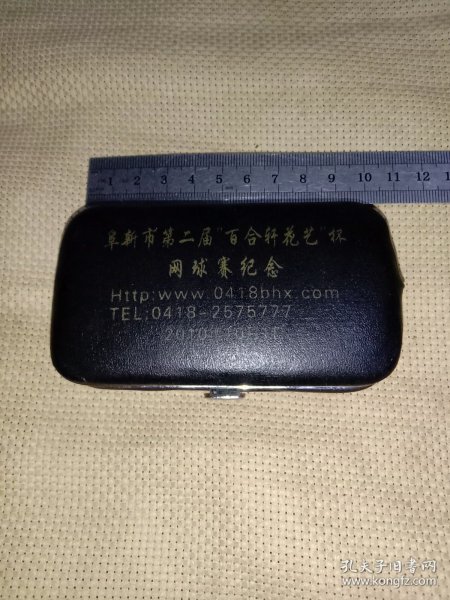 1 2 3 4 5 6 7 8 9 10 11 12 1
阜新市第二届"百合轩花艺"杯
网球赛纪念
Http:www.0418bhx.com
TEL:0418-2575777
孔夫子旧书网
www.kongfz.com